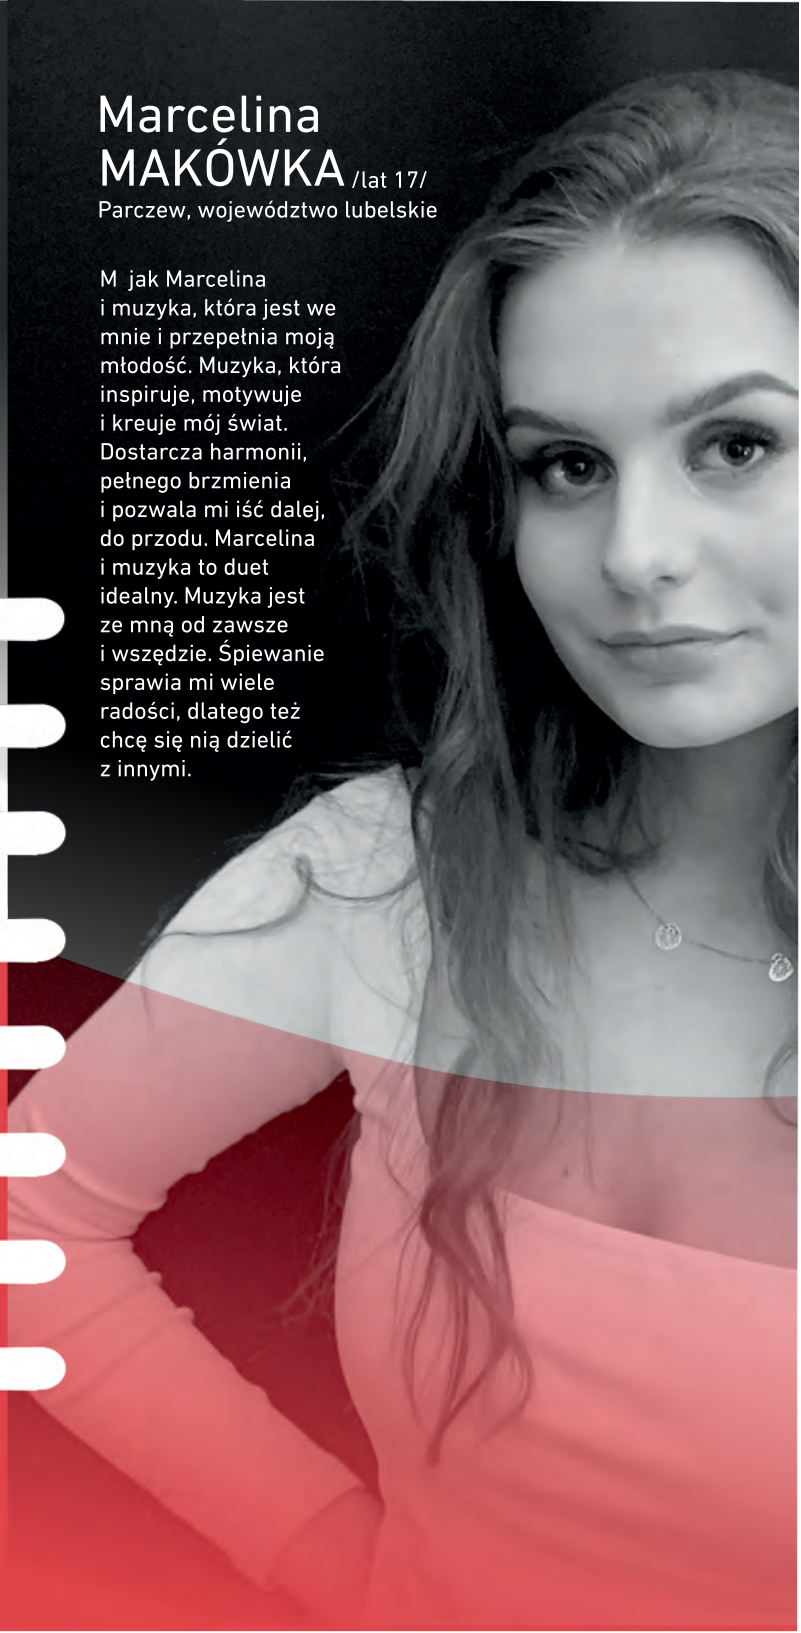 Marcelina
MAKÓWKA /lat 17/
Parczew, województwo lubelskie
M jak Marcelina
i muzyka, która jest we
mnie i przepełnia moją
młodość. Muzyka, która
inspiruje, motywuje
i kreuje mój świat.
Dostarcza harmonii,
pełnego brzmienia
i pozwala mi iść dalej,
do przodu. Marcelina
i muzyka to duet
idealny. Muzyka jest
ze mną od zawsze
i wszędzie. Śpiewanie
sprawia mi wiele
radości, dlatego też
chcę się nią dzielić
z innymi.